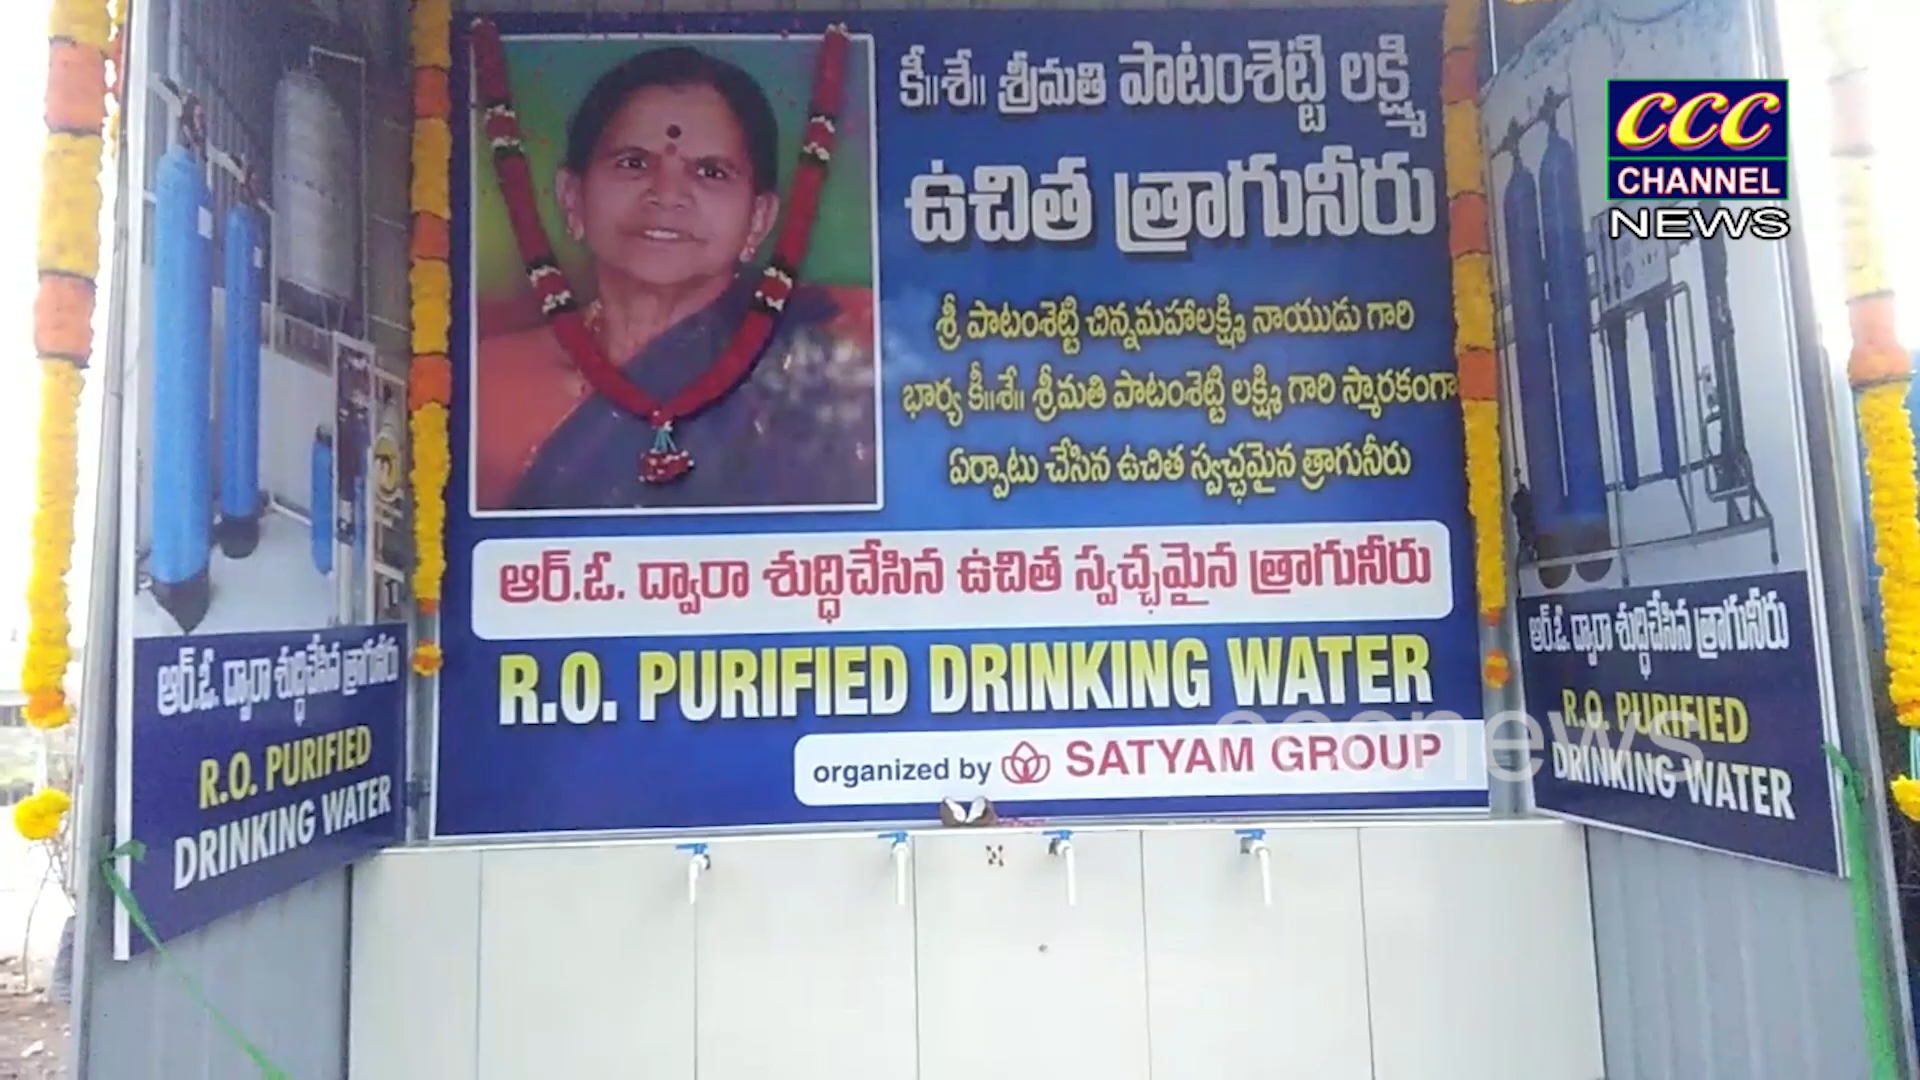 CCC
CHANNEL
NEWS
కీ॥శే॥ శ్రీమతి పాటంశెట్టి లక్ష్మి
ఉచిత త్రాగునీరు
శ్రీ పాటంశెట్టి చిన్నమహాలక్ష్మి నాయుడు గారి
భార్య కీ॥శే॥ శ్రీమతి పాటంశెట్టి లక్ష్మి గారి స్మారకంగా
ఏర్పాటు చేసిన ఉచిత స్వచ్ఛమైన త్రాగునీరు
ఆర్.ఓ. ద్వారా శుద్ధిచేసిన ఉచిత స్వచ్ఛమైన త్రాగునీరు
R.O. PURIFIED DRINKING WATER
organized by SATYAM GROUP
cccnews
ఆర్.ఓ. ద్వారా శుద్ధిచేసిన త్రాగునీరు
R.O. PURIFIED
DRINKING WATER
ఆర్.ఓ. ద్వారా శుద్ధిచేసిన త్రాగునీరు
R.O. PURIFIED
DRINKING WATER